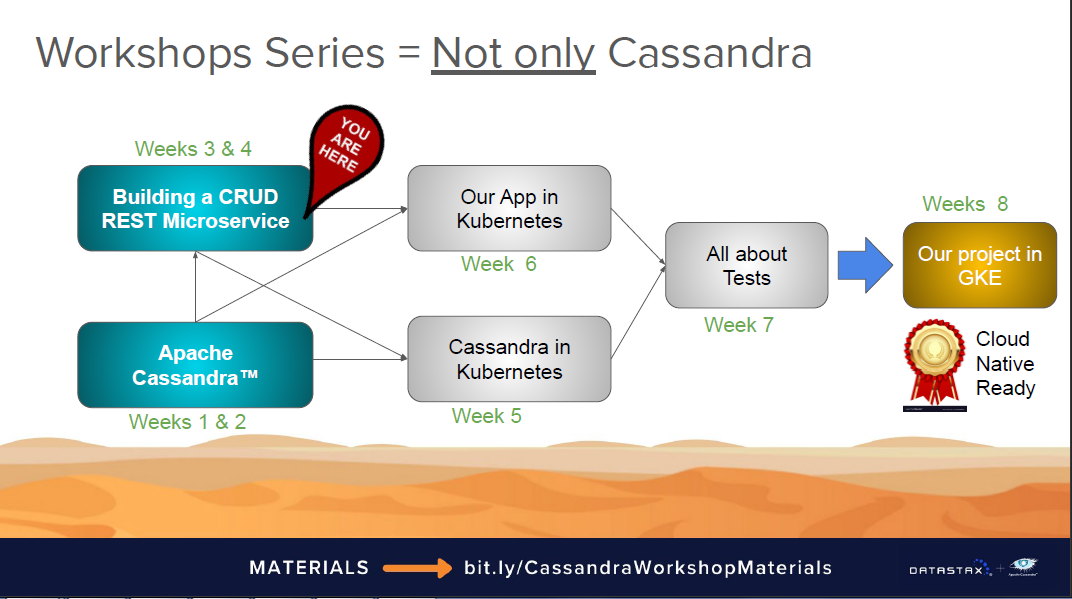 Workshops Series = Not only Cassandra
Weeks 3 & 4
YOU
ARE
HERE
Building a CRUD
REST Microservice
Our App in
Kubernetes
Week  6
Weeks  8
Our project in
GKE
All about
Tests
Week 7
Apache
Cassandra™
Weeks 1 & 2
Cassandra in
Kubernetes
Week 5
Cloud
Native
Ready
MATERIALS
bit.ly/CassandraWorkshopMaterials
DATASTAX
+